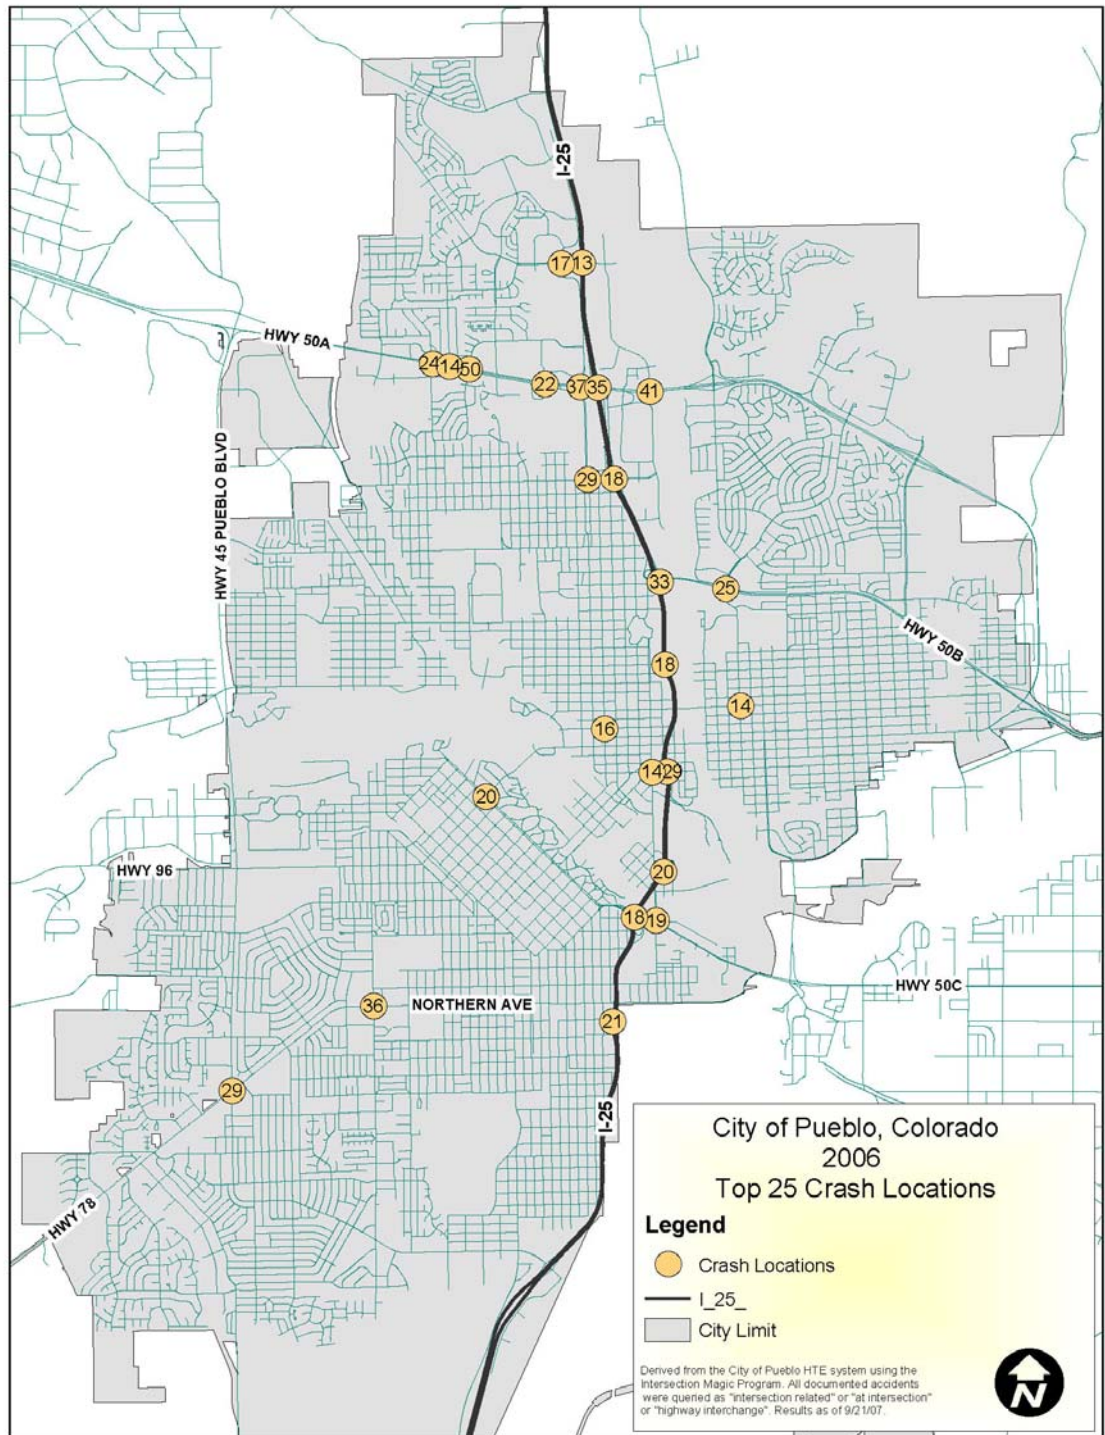 I-25
17 13
HWY 50A
24 14 50
22 37 35 41
HWY 45 PUEBLO BLVD
29 18
33 25
HWY 50B
18
14
16
14 29
20
HWY 96
20
18 19
HWY 50C
36 NORTHERN AVE
21
29
I-25
HWY 78
City of Pueblo, Colorado
2006
Top 25 Crash Locations
Legend
Crash Locations
I_25_
City Limit
Derived from the City of Pueblo HTE system using the
Intersection Magic Program. All documented accidents
were queried as "intersection related" or "at intersection"
or "highway interchange". Results as of 9/21/07.
N